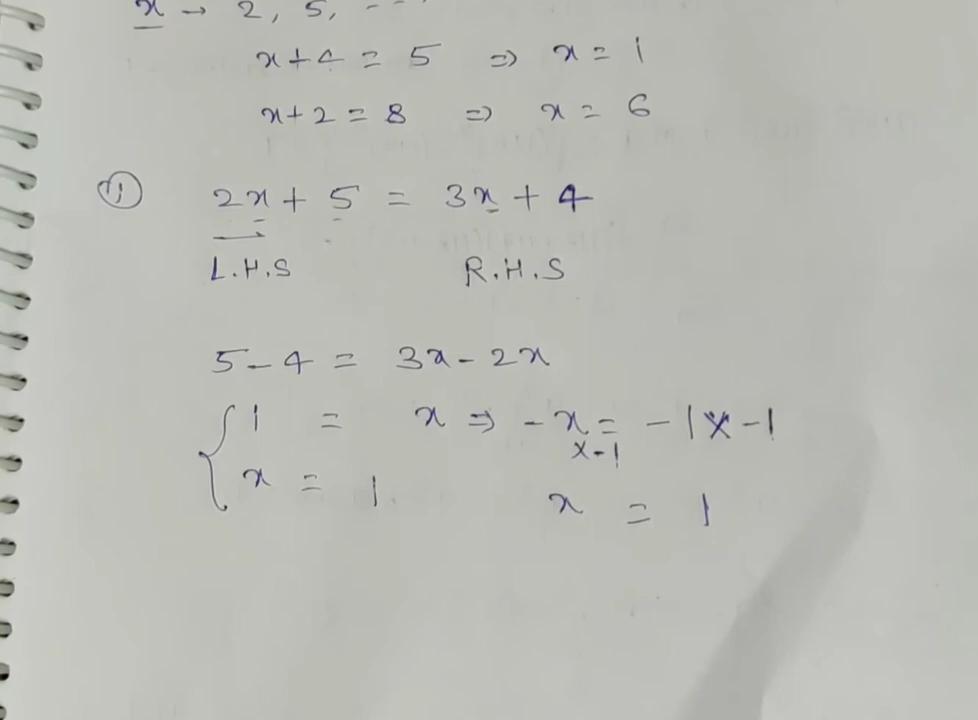 x → 2, 5, - - -
x + 4 = 5 ⇒ x = 1
x + 2 = 8 ⇒ x = 6
① 2x + 5 = 3x + 4
L.H.S R.H.S
5 - 4 = 3x - 2x
1 = x ⇒ -x = -1 x -1
x -1
x = 1
x = 1